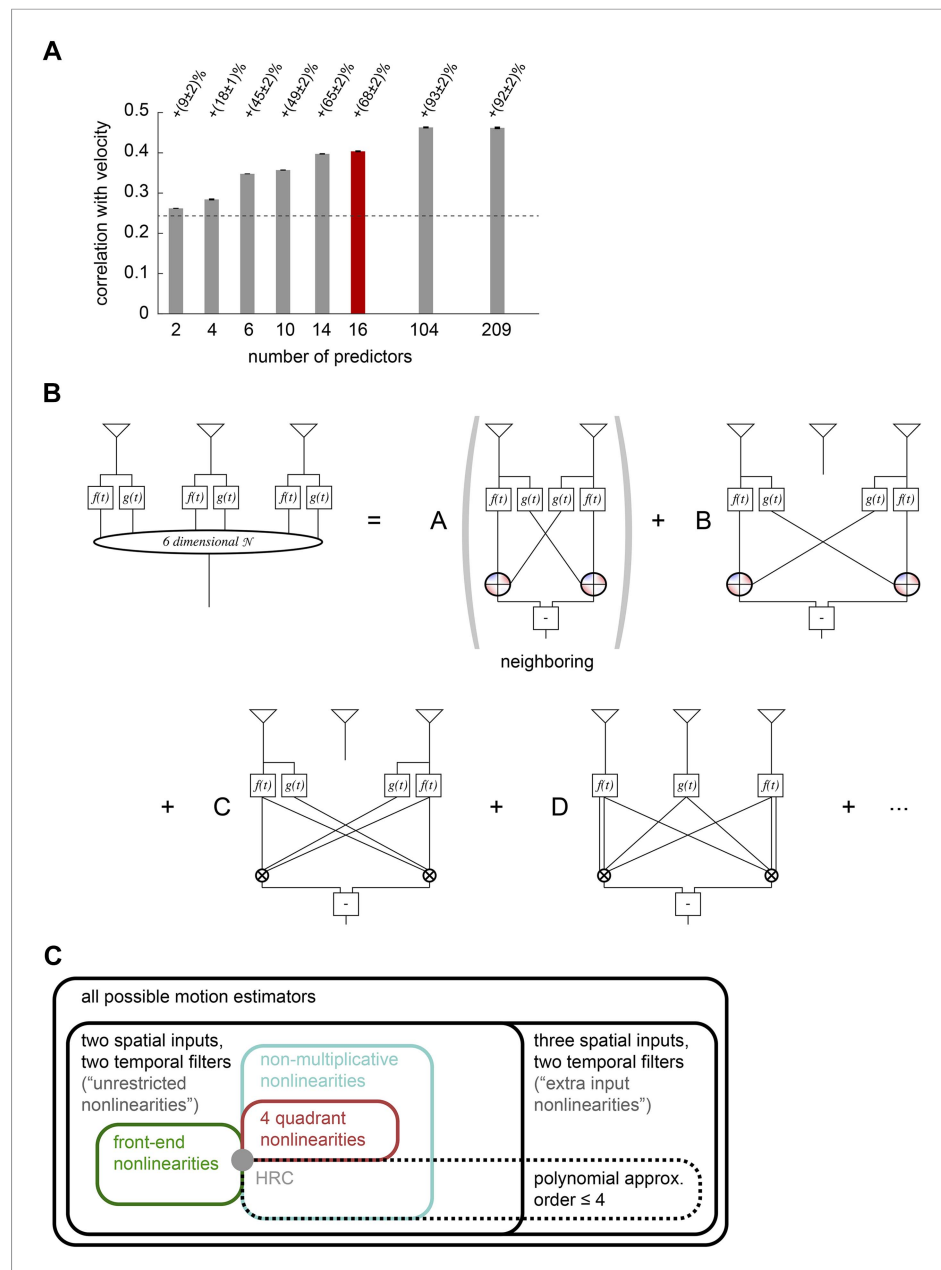 A
+(9±2)% +(18±1)% +(45±2)% +(49±2)% +(65±2)% +(68±2)% +(93±2)% +(92±2)%
0.5
0.4
0.3
0.2
0.1
0
correlation with velocity
2 4 6 10 14 16 104 209
number of predictors
B
f(t) g(t) f(t) g(t) f(t) g(t)
6 dimensional N
=
A
f(t) g(t) g(t) f(t)
-
neighboring
+ B
f(t) g(t) g(t) f(t)
-
+ C
f(t) g(t) g(t) f(t)
-
+ D
f(t) g(t) f(t)
-
+ ...
C
all possible motion estimators
two spatial inputs,
two temporal filters
("unrestricted
nonlinearities")
non-multiplicative
nonlinearities
three spatial inputs,
two temporal filters
("extra input
nonlinearities")
4 quadrant
nonlinearities
front-end
nonlinearities
HRC
polynomial approx.
order ≤ 4